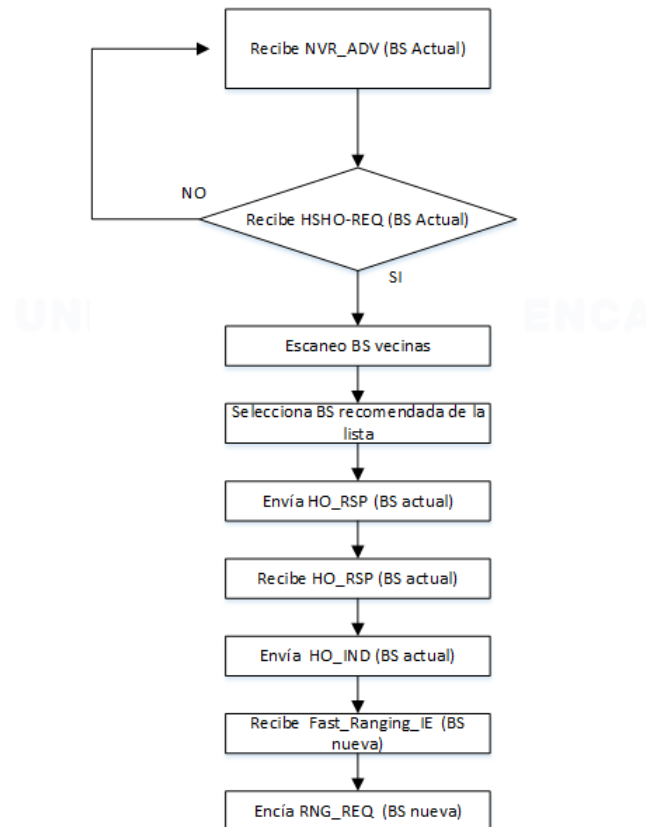 Recibe NVR_ADV (BS Actual)
NO
Recibe HSHO-REQ (BS Actual)
SI
UNI
ENCA
Escaneo BS vecinas
Selecciona BS recomendada de la
lista
Envía HO_RSP (BS actual)
Recibe HO_RSP (BS actual)
Envía HO_IND (BS actual)
Recibe Fast_Ranging_IE (BS
nueva)
Encía RNG_REQ (BS nueva)